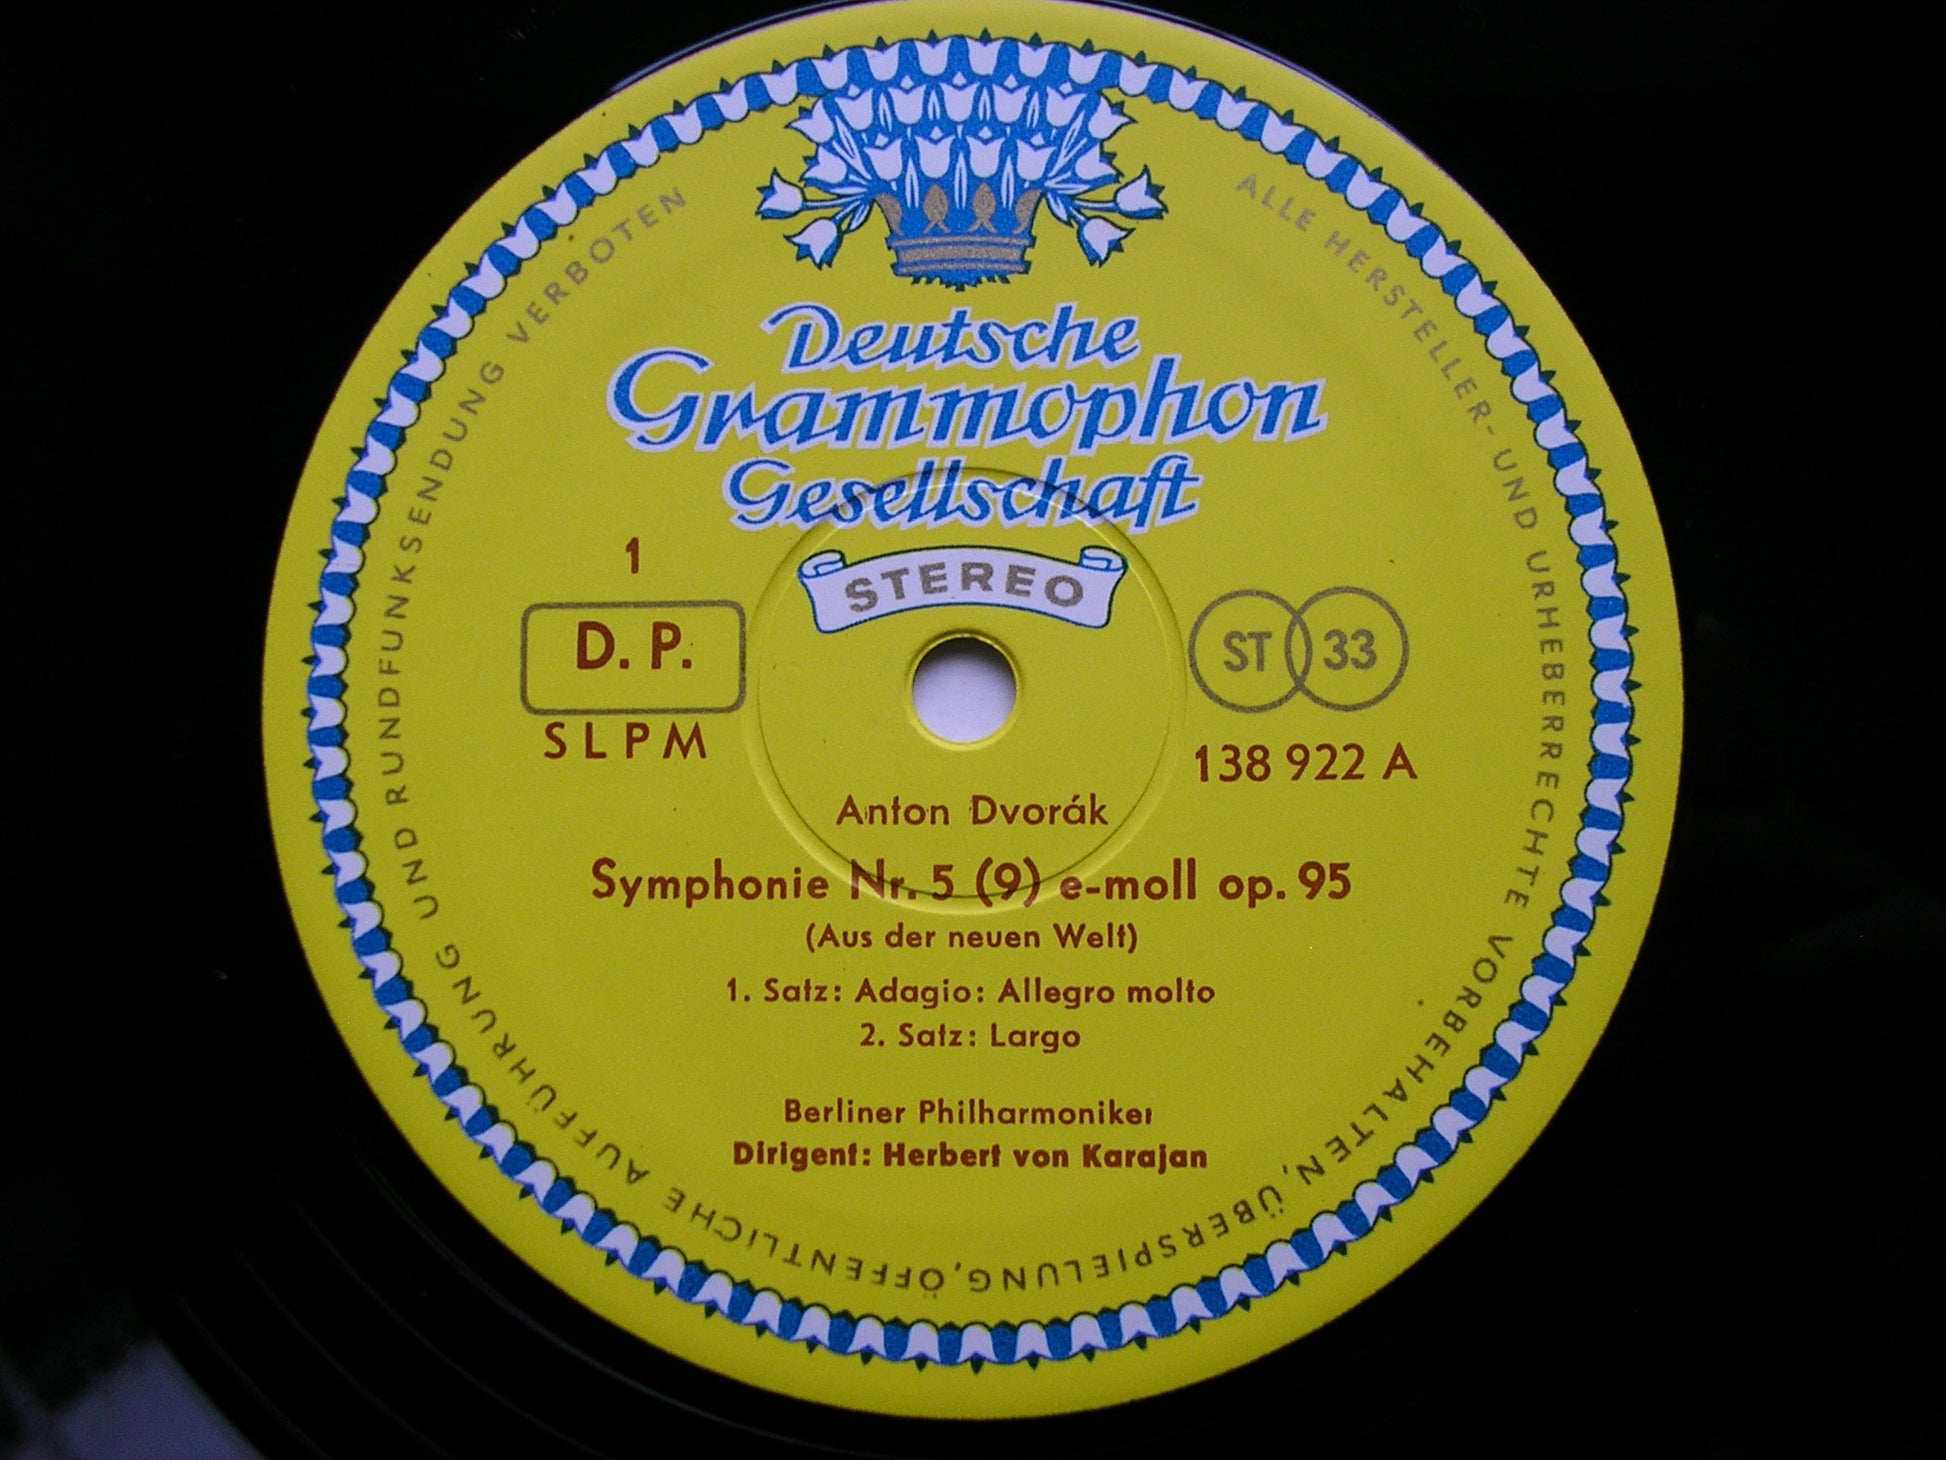 Deutsche
Grammophon
Gesellschaft
STEREO
1
D. P.
SLPM
ST 33
138 922 A
Anton Dvorák
Symphonie Nr. 5 (9) e-moll op. 95
(Aus der neuen Welt)
1. Satz: Adagio: Allegro molto
2. Satz: Largo
Berliner Philharmoniker
Dirigent: Herbert von Karajan
ALLE HERSTELLER- UND URHEBERRECHTE VORBEHALTEN, ÜBERSPIELUNG, ÖFFENTLICHE AUFFÜHRUNG UND RUNDFUNKSENDUNG VERBOTEN